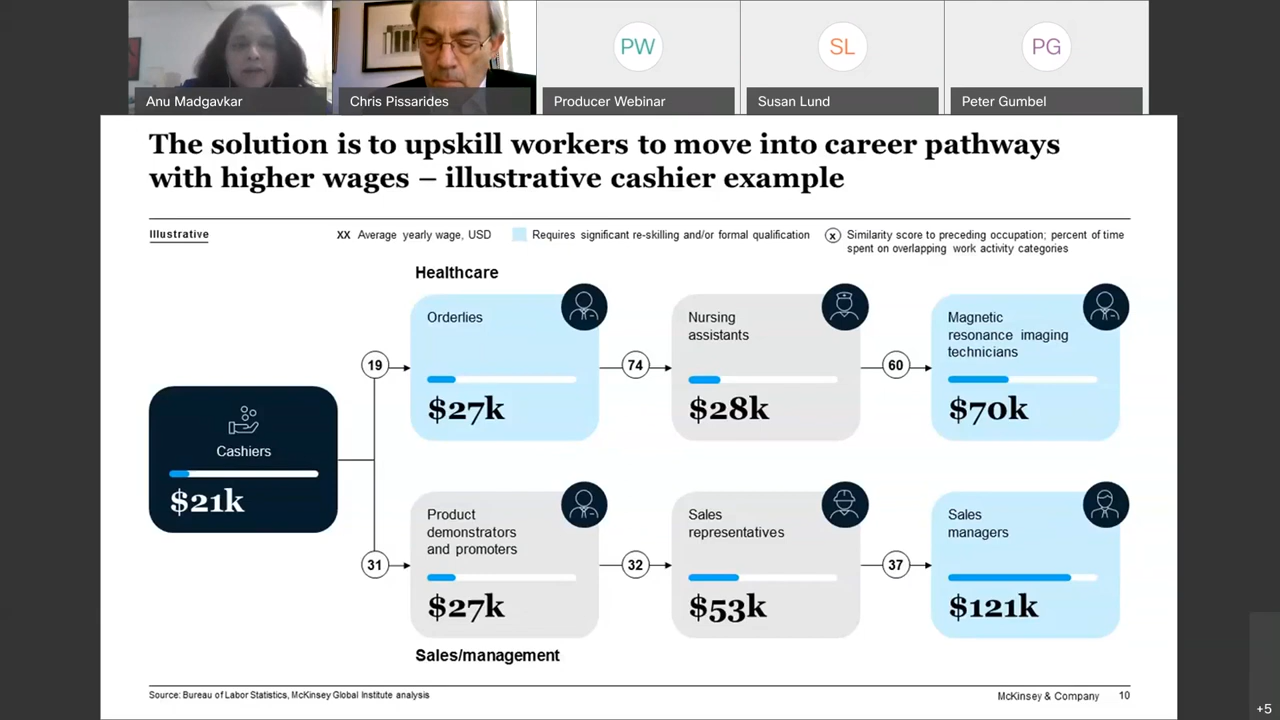 Anu Madgavkar
Chris Pissarides
PW
Producer Webinar
SL
Susan Lund
PG
Peter Gumbel
The solution is to upskill workers to move into career pathways
with higher wages – illustrative cashier example
Illustrative
XX Average yearly wage, USD
Requires significant re-skilling and/or formal qualification
x Similarity score to preceding occupation; percent of time
spent on overlapping work activity categories
Healthcare
Orderlies
$27k
Nursing
assistants
$28k
Magnetic
resonance imaging
technicians
$70k
19
74
60
Cashiers
$21k
Product
demonstrators
and promoters
$27k
Sales
representatives
$53k
Sales
managers
$121k
31
32
37
Sales/management
Source: Bureau of Labor Statistics, McKinsey Global Institute analysis
McKinsey & Company 10
+5